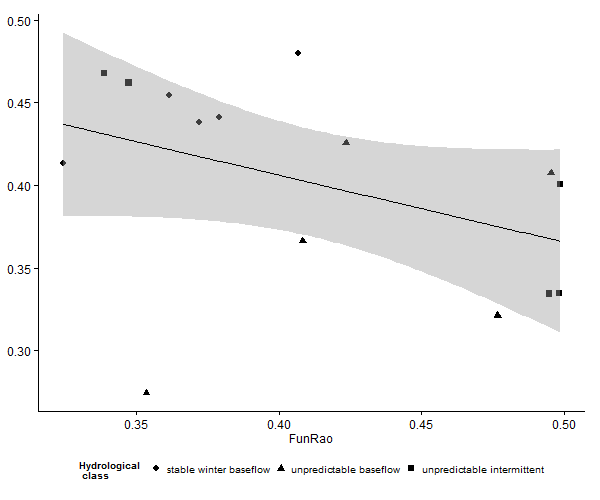 0.50
0.45
0.40
0.35
0.30
0.35 0.40 0.45 0.50
FunRao
Hydrological class stable winter baseflow unpredictable baseflow unpredictable intermittent